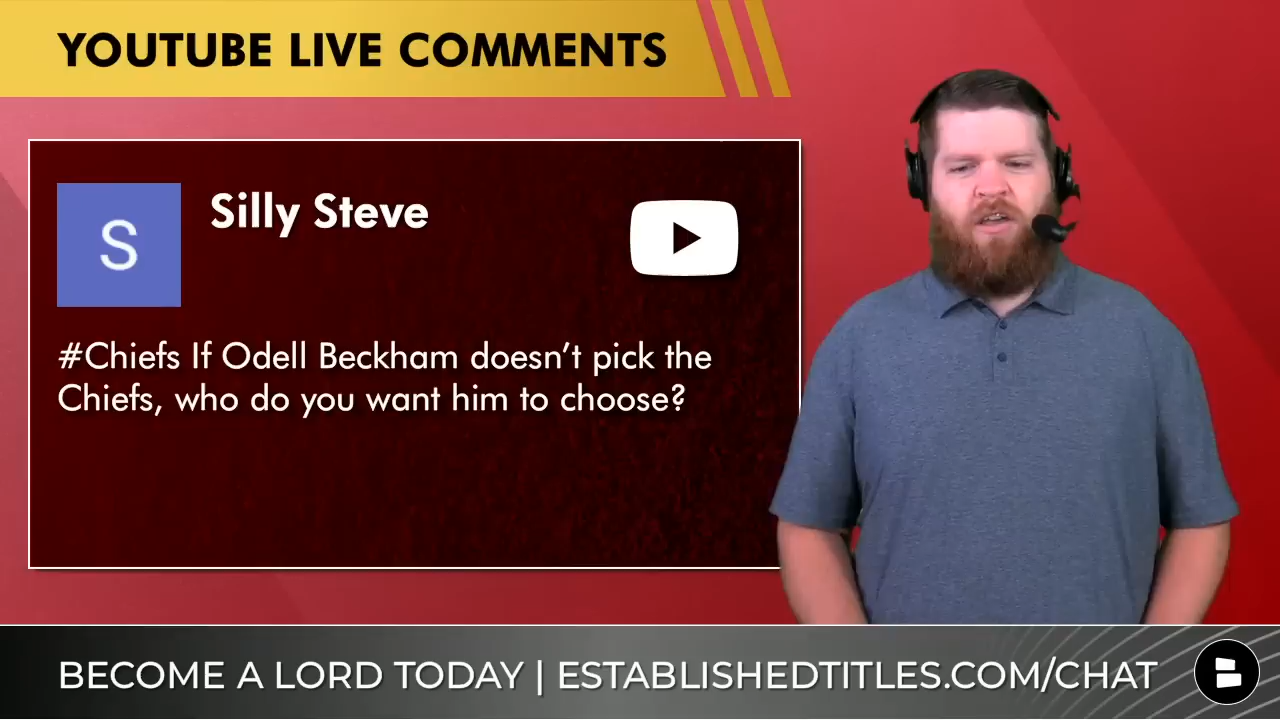 YOUTUBE LIVE COMMENTS
S
Silly Steve
#Chiefs If Odell Beckham doesn’t pick the
Chiefs, who do you want him to choose?
BECOME A LORD TODAY | ESTABLISHEDTITLES.COM/CHAT